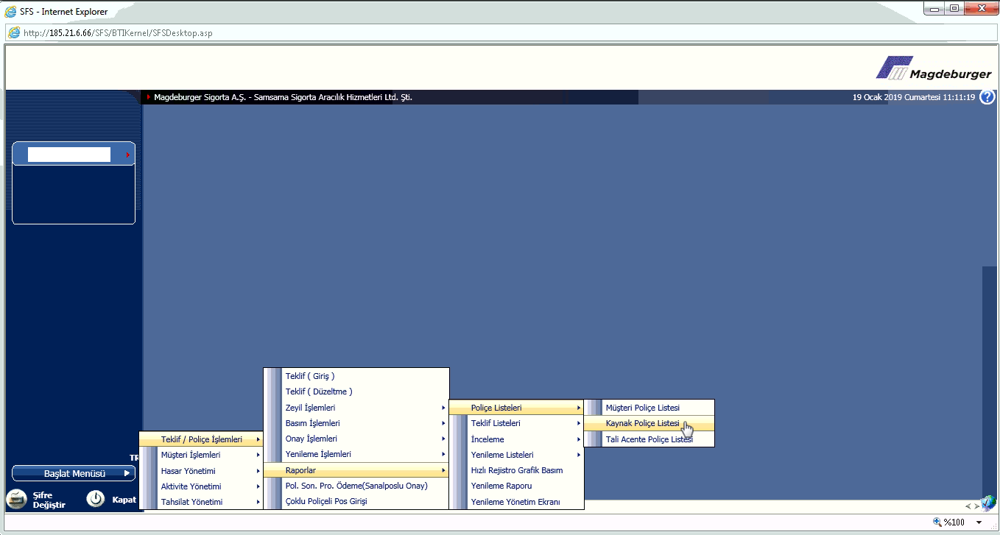 SFS - Internet Explorer
http://185.21.6.66/SFS/BTIKernel/SFSDesktop.asp
Magdeburger
Magdeburger Sigorta A.Ş. - Samsama Sigorta Aracılık Hizmetleri Ltd. Şti.
19 Ocak 2019 Cumartesi 11:11:19
Teklif ( Giriş )
Teklif ( Düzeltme )
Zeyil İşlemleri
Basım İşlemleri
Onay İşlemleri
Yenileme İşlemleri
Raporlar
Pol. Son. Pro. Ödeme(Sanalposlu Onay)
Çoklu Poliçeli Pos Girişi
Poliçe Listeleri
Teklif Listeleri
İnceleme
Yenileme Listeleri
Hızlı Rejistro Grafik Basım
Yenileme Raporu
Yenileme Yönetim Ekranı
Müşteri Poliçe Listesi
Kaynak Poliçe Listesi
Tali Acente Poliçe Listesi
Teklif / Poliçe İşlemleri
Müşteri İşlemleri
Hasar Yönetimi
Aktivite Yönetimi
Tahsilat Yönetimi
TR
Başlat Menüsü
Şifre
Değiştir
Kapat
%100